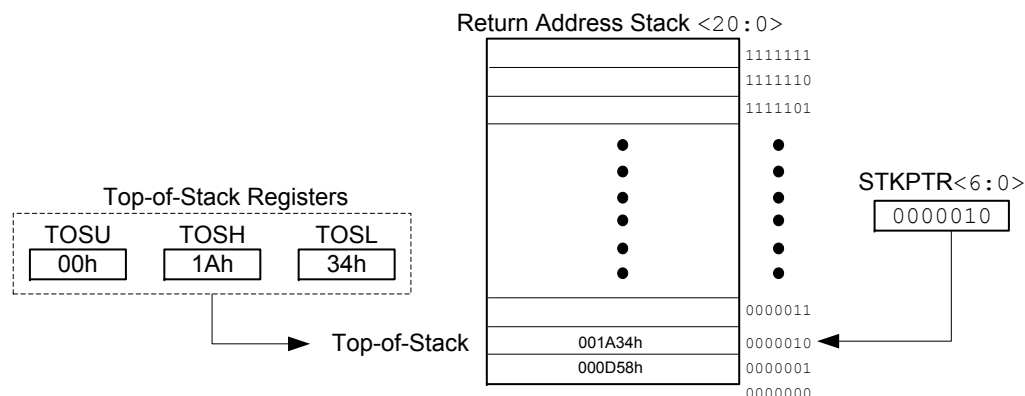 Return Address Stack <20:0>
1111111
1111110
1111101
STKPTR<6:0>
0000010
Top-of-Stack Registers
TOSU TOSH TOSL
00h 1Ah 34h
0000011
Top-of-Stack 001A34h 0000010
000D58h 0000001
0000000